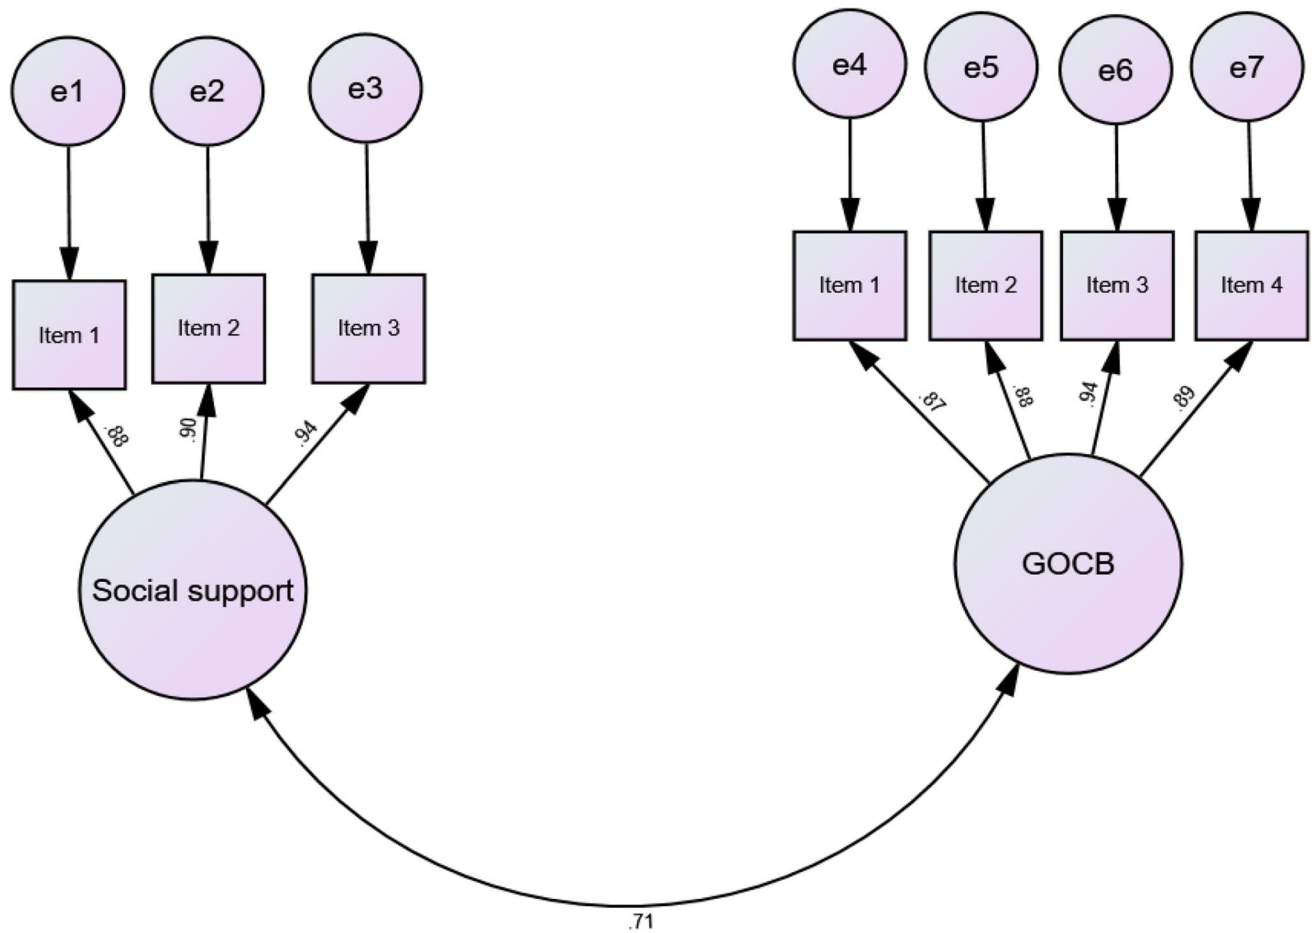 e1
e2
e3
e4
e5
e6
e7
Item 1
Item 2
Item 3
Item 1
Item 2
Item 3
Item 4
.88
.90
.94
.87
.88
.94
.89
Social support
GOCB
.71